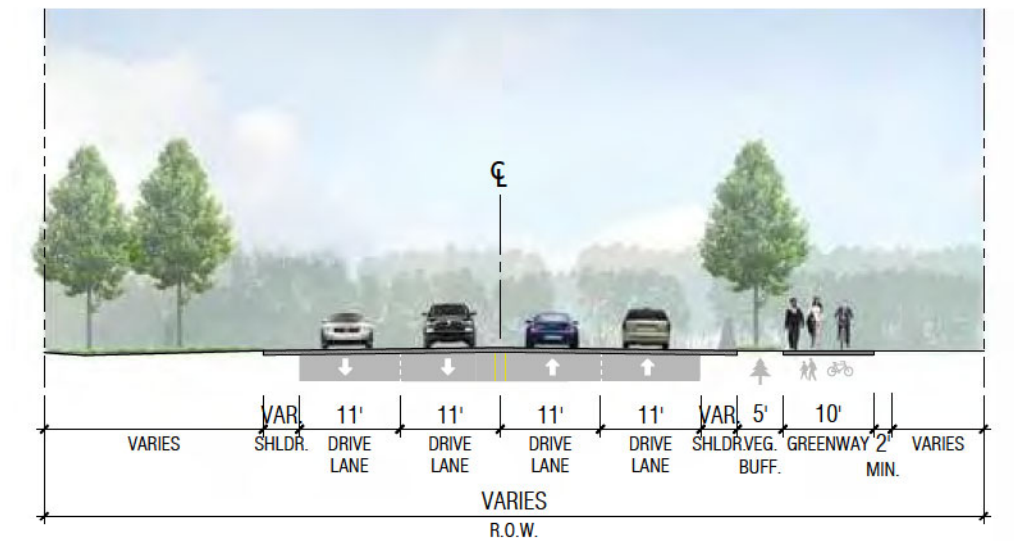 ℄
VAR. 11' 11' 11' 11' VAR. 5' 10'
VARIES SHLDR. DRIVE DRIVE DRIVE DRIVE SHLDR. VEG. GREENWAY 2' VARIES
LANE LANE LANE LANE BUFF. MIN.
VARIES
R.O.W.